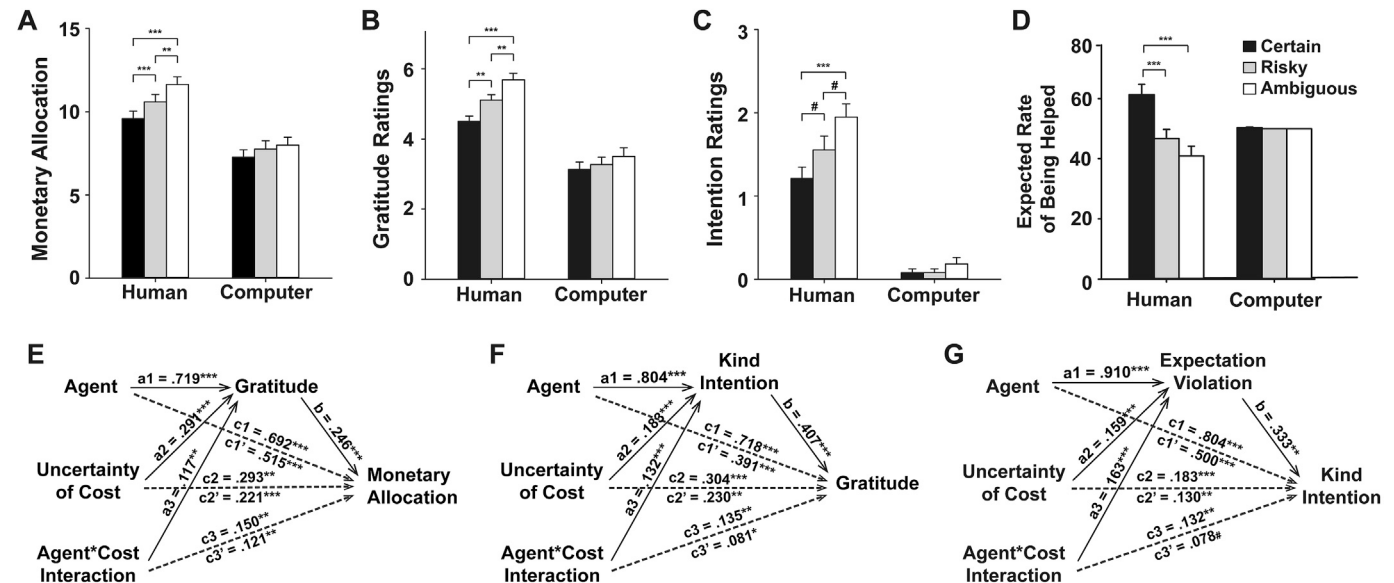 A
Monetary Allocation
15
10
5
0
***
***
**
Human
Computer
B
Gratitude Ratings
6
4
2
0
***
**
**
Human
Computer
C
Intention Ratings
3
2
1
0
***
#
#
Human
Computer
D
Expected Rate
of Being Helped
80
60
40
20
0
***
***
Certain
Risky
Ambiguous
Human
Computer
E
Agent
Uncertainty
of Cost
Agent*Cost
Interaction
Gratitude
Monetary
Allocation
a1 = .719***
a2 = .291***
a3 = .117**
b = .246***
c1 = .692***
c1’ = .515***
c2 = .293**
c2’ = .221***
c3 = .150**
c3’ = .121**
F
Agent
Uncertainty
of Cost
Agent*Cost
Interaction
Kind
Intention
Gratitude
a1 = .804***
a2 = .188***
a3 = .132***
b = .407***
c1 = .718***
c1’ = .391***
c2 = .304***
c2’ = .230**
c3 = .135**
c3’ = .081*
G
Agent
Uncertainty
of Cost
Agent*Cost
Interaction
Expectation
Violation
Kind
Intention
a1 = .910***
a2 = .159***
a3 = .163***
b = .333**
c1 = .804***
c1’ = .500***
c2 = .183***
c2’ = .130**
c3 = .132**
c3’ = .078#